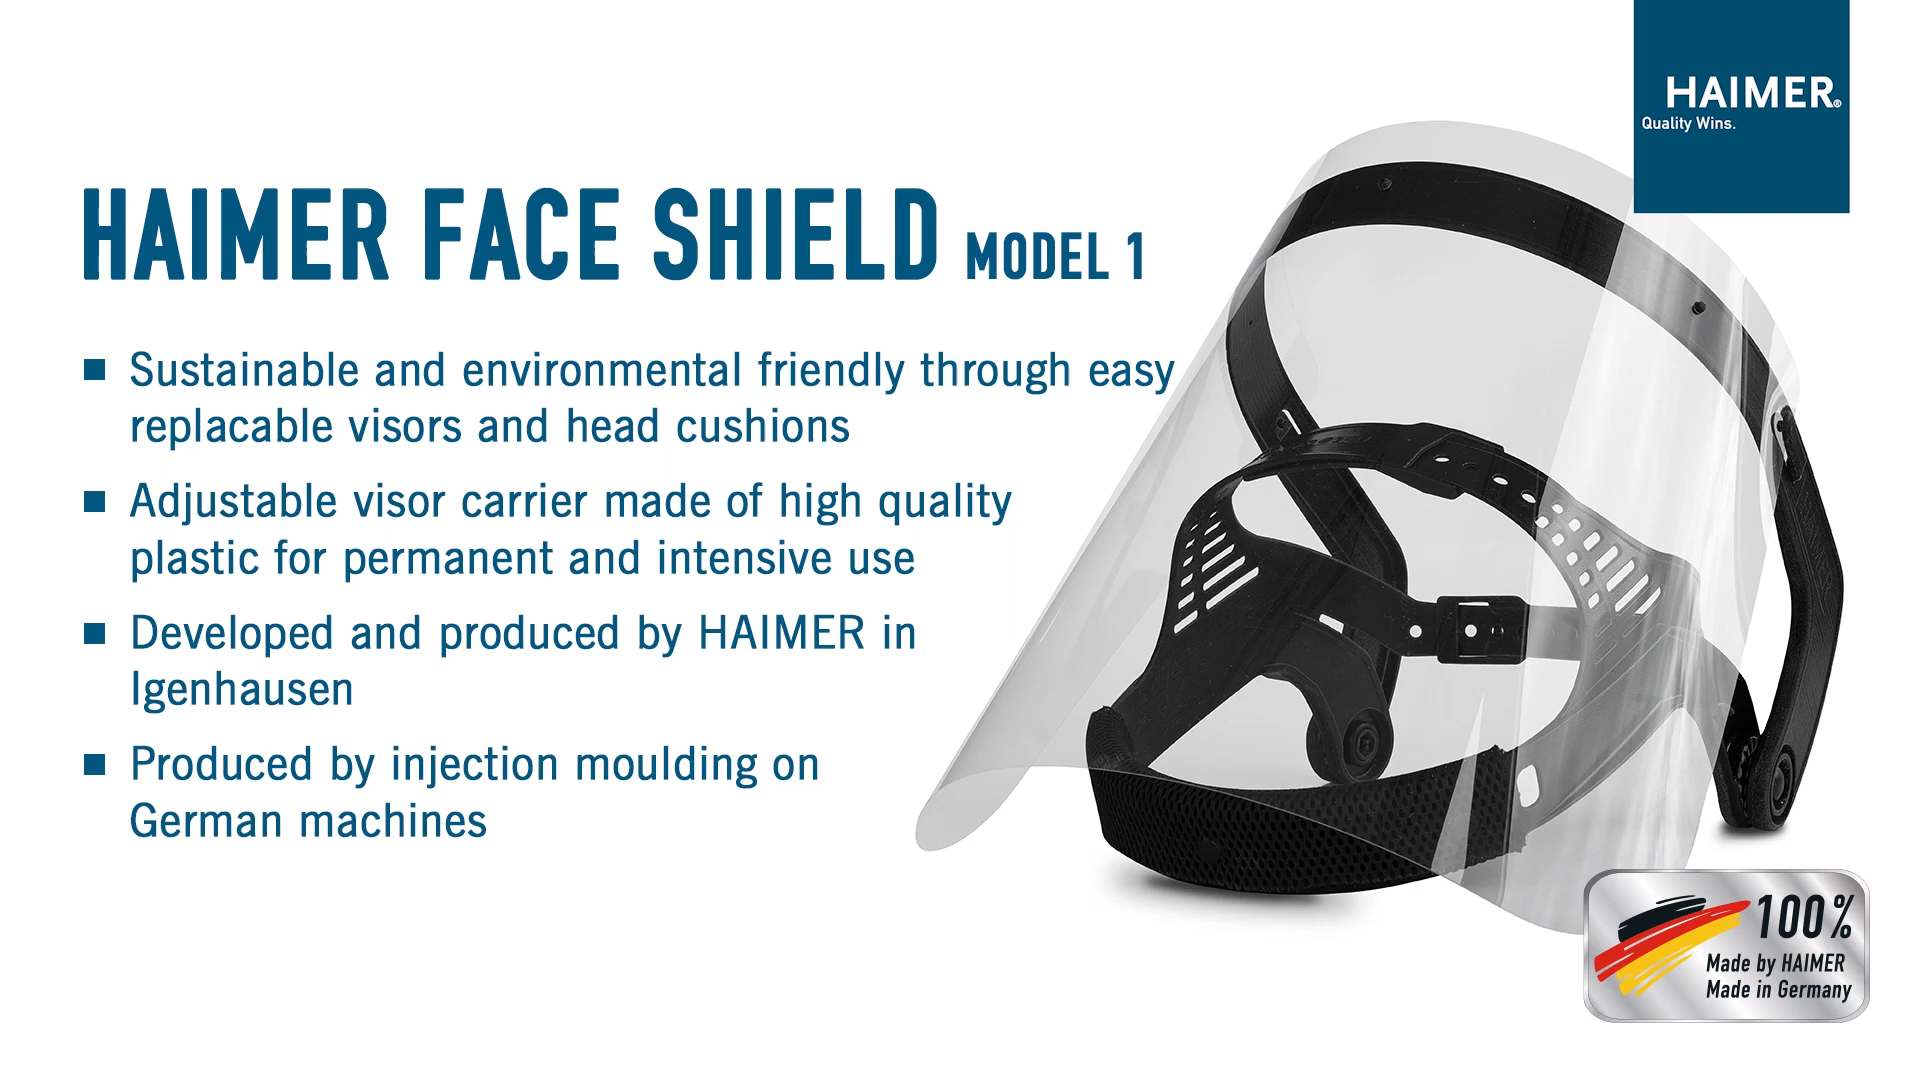 HAIMER®
Quality Wins.
HAIMER FACE SHIELD MODEL 1
■ Sustainable and environmental friendly through easy
replacable visors and head cushions
■ Adjustable visor carrier made of high quality
plastic for permanent and intensive use
■ Developed and produced by HAIMER in
Igenhausen
■ Produced by injection moulding on
German machines
100%
Made by HAIMER
Made in Germany